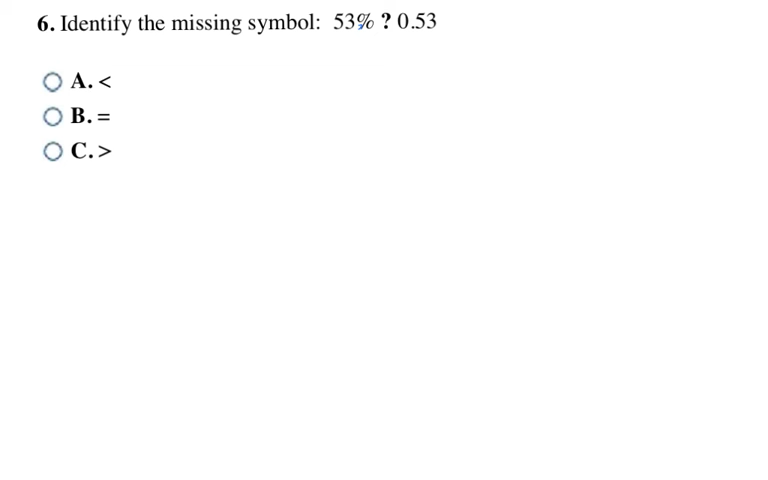 6. Identify the missing symbol: 53% ? 0.53
A. <
B. =
C. >